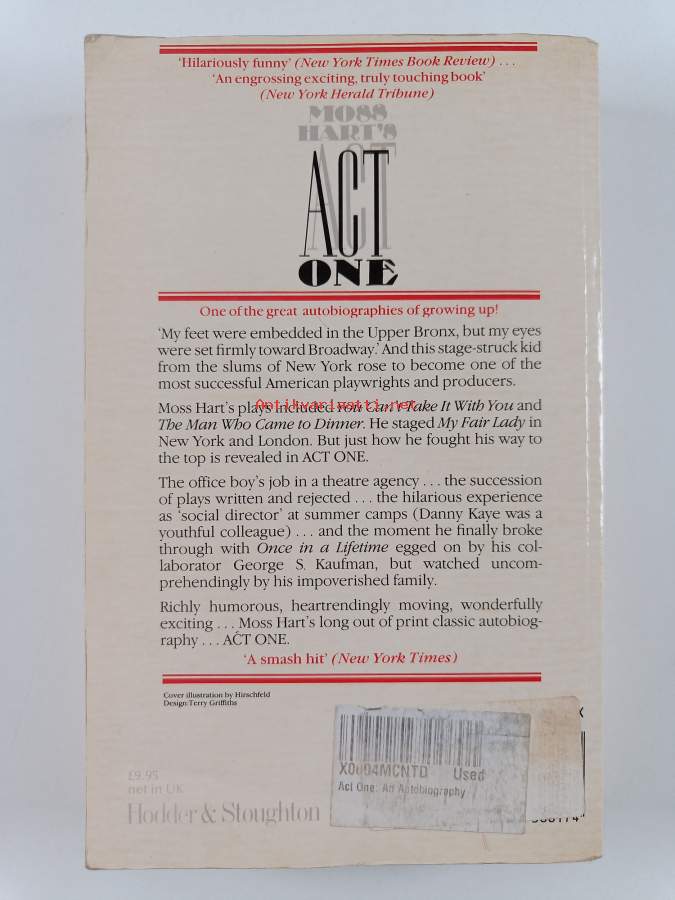 'Hilariously funny' (New York Times Book Review) ...
'An engrossing exciting, truly touching book'
(New York Herald Tribune)
MOSS
HART'S
ACT
ONE
One of the great autobiographies of growing up!
'My feet were embedded in the Upper Bronx, but my eyes
were set firmly toward Broadway.' And this stage-struck kid
from the slums of New York rose to become one of the
most successful American playwrights and producers.
Antikvariaatti.net
Moss Hart's plays included You Can't Take It With You and
The Man Who Came to Dinner. He staged My Fair Lady in
New York and London. But just how he fought his way to
the top is revealed in ACT ONE.
The office boy's job in a theatre agency ... the succession
of plays written and rejected ... the hilarious experience
as 'social director' at summer camps (Danny Kaye was a
youthful colleague) ... and the moment he finally broke
through with Once in a Lifetime egged on by his col-
laborator George S. Kaufman, but watched uncom-
prehendingly by his impoverished family.
Richly humorous, heartrendingly moving, wonderfully
exciting ... Moss Hart's long out of print classic autobiog-
raphy ... ACT ONE.
'A smash hit' (New York Times)
Cover illustration by Hirschfeld
Design: Terry Griffiths
X0004MCNTD Used
Act One: An Autobiography
£9.95
net in UK
Hodder & Stoughton